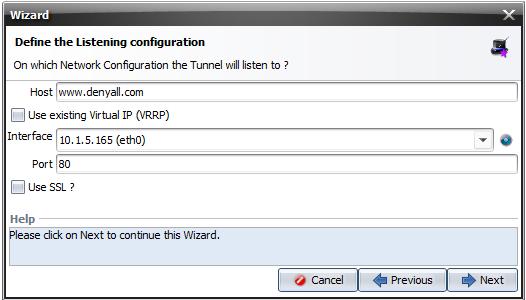 Wizard
Define the Listening configuration
On which Network Configuration the Tunnel will listen to ?
Host www.denyall.com
Use existing Virtual IP (VRRP)
Interface 10.1.5.165 (eth0)
Port 80
Use SSL ?
Help
Please click on Next to continue this Wizard.
Cancel Previous Next